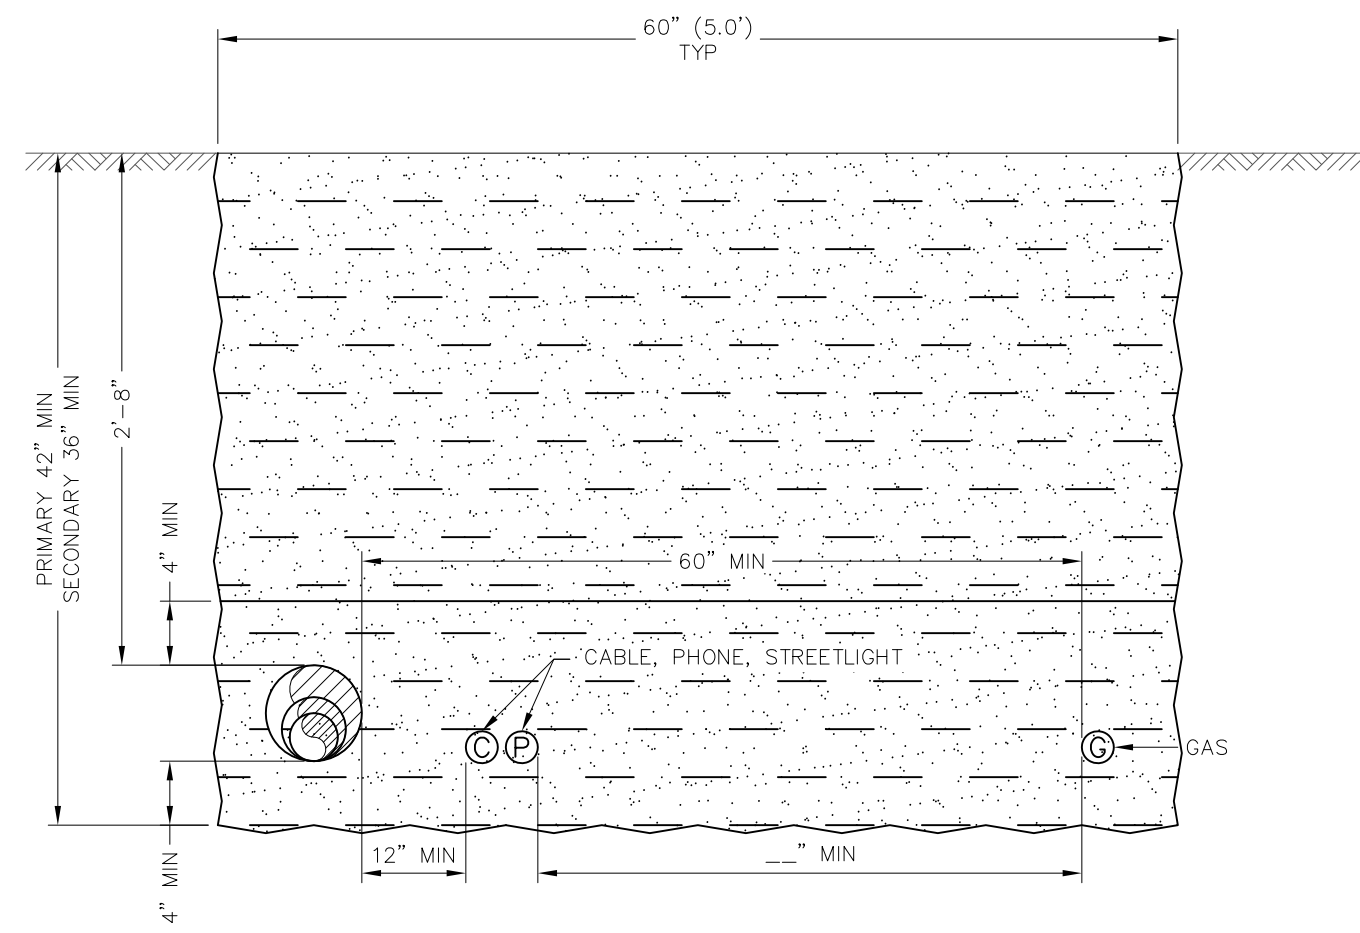 60" (5.0')
TYP
PRIMARY 42" MIN
SECONDARY 36" MIN
2'-8"
4" MIN
60" MIN
CABLE, PHONE, STREETLIGHT
C
P
G
GAS
12" MIN
__" MIN
4" MIN